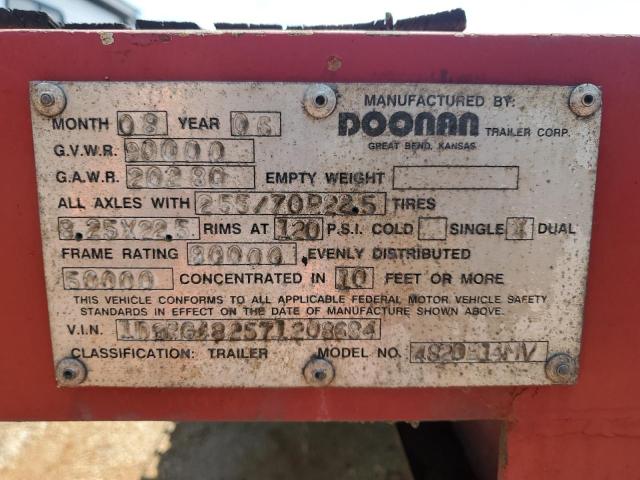 MANUFACTURED BY:
MONTH 08 YEAR 06 DOONAN TRAILER CORP.
G.V.W.R. 90000 GREAT BEND, KANSAS
G.A.W.R. 20280 EMPTY WEIGHT
ALL AXLES WITH 255/70R22.5 TIRES
8.25X22.5 RIMS AT 120 P.S.I. COLD SINGLE X DUAL
FRAME RATING 80000 EVENLY DISTRIBUTED
50000 CONCENTRATED IN 10 FEET OR MORE
THIS VEHICLE CONFORMS TO ALL APPLICABLE FEDERAL MOTOR VEHICLE SAFETY
STANDARDS IN EFFECT ON THE DATE OF MANUFACTURE SHOWN ABOVE.
V.I.N.
CLASSIFICATION: TRAILER MODEL NO.